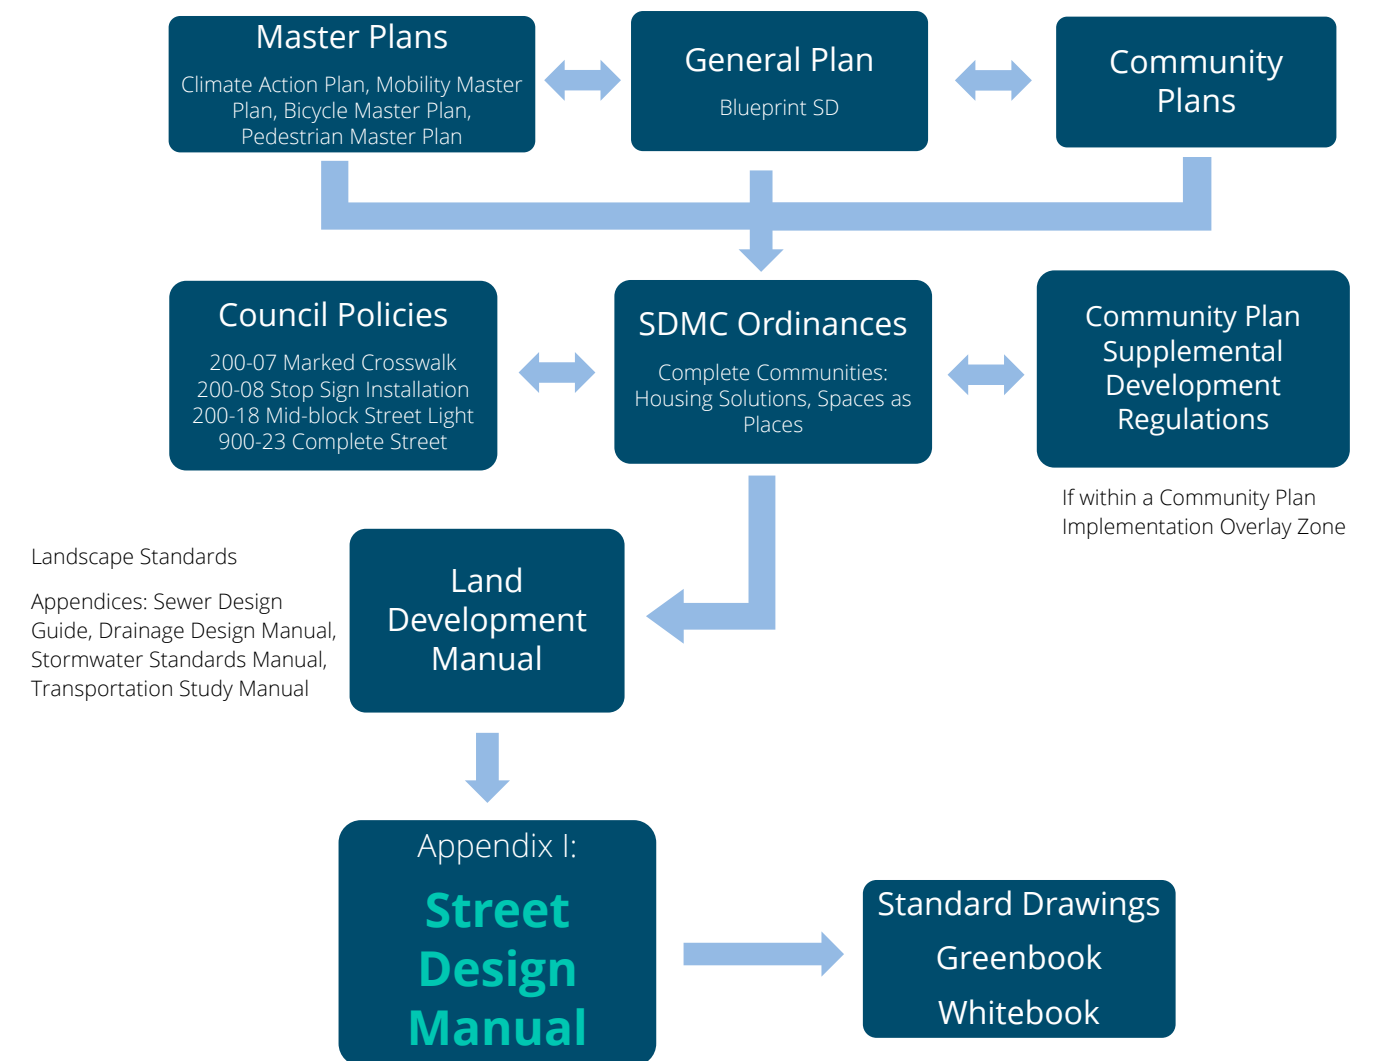 Master Plans
Climate Action Plan, Mobility Master
Plan, Bicycle Master Plan,
Pedestrian Master Plan
General Plan
Blueprint SD
Community
Plans
Council Policies
200-07 Marked Crosswalk
200-08 Stop Sign Installation
200-18 Mid-block Street Light
900-23 Complete Street
SDMC Ordinances
Complete Communities:
Housing Solutions, Spaces as
Places
Community Plan
Supplemental
Development
Regulations
If within a Community Plan
Implementation Overlay Zone
Landscape Standards
Appendices: Sewer Design
Guide, Drainage Design Manual,
Stormwater Standards Manual,
Transportation Study Manual
Land
Development
Manual
Appendix I:
Street
Design
Manual
Standard Drawings
Greenbook
Whitebook